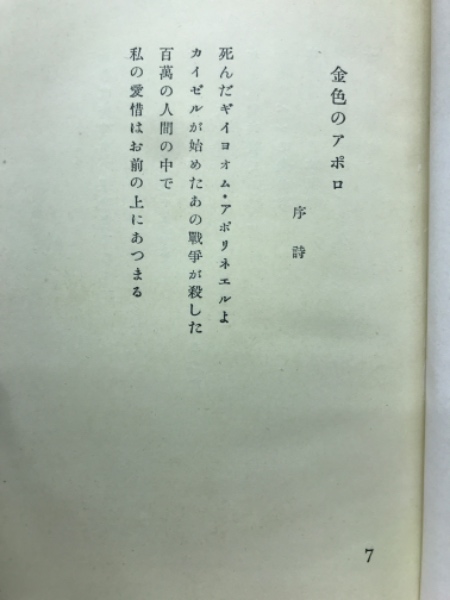 金色のアポロ
序詩
死んだギイヨオム・アポリネエルよ
カイゼルが始めたあの戰爭が殺した
百萬の人間の中で
私の愛惜はお前の上にあつまる
7